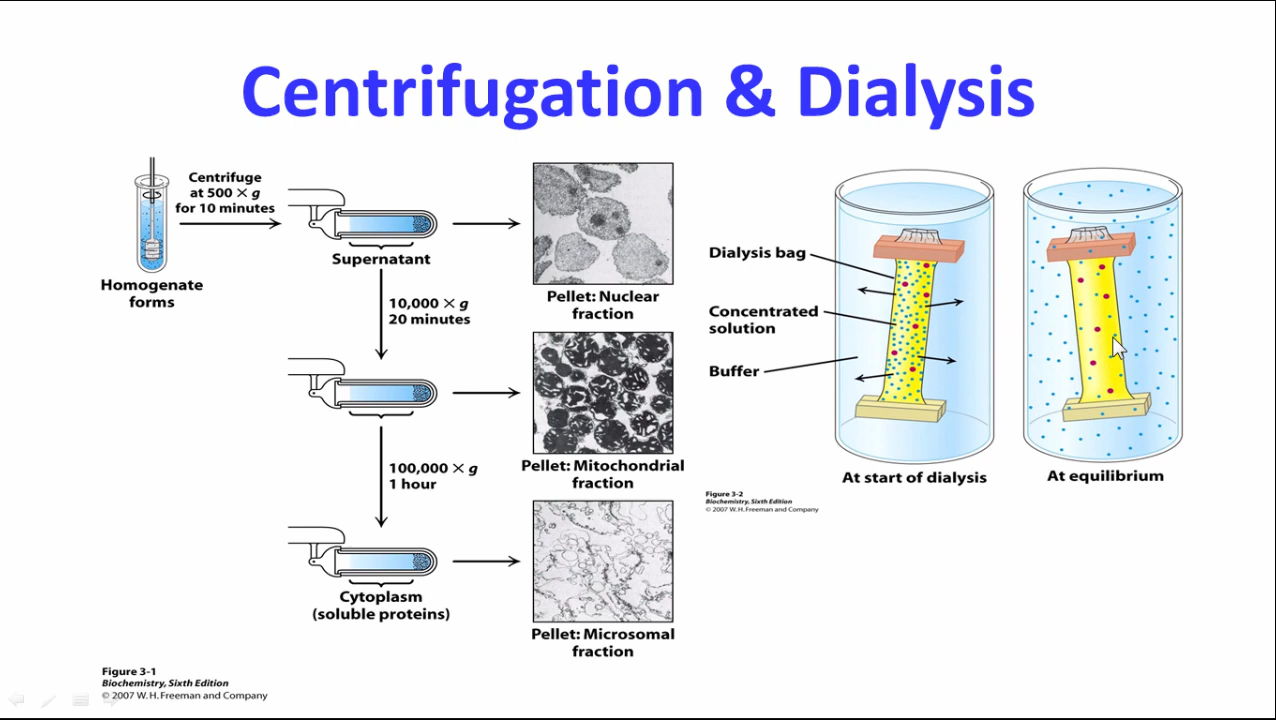 Centrifugation & Dialysis
Centrifuge
at 500 × g
for 10 minutes
Homogenate
forms
Supernatant
Pellet: Nuclear
fraction
10,000 × g
20 minutes
Pellet: Mitochondrial
fraction
100,000 × g
1 hour
Cytoplasm
(soluble proteins)
Pellet: Microsomal
fraction
Figure 3-1
Biochemistry, Sixth Edition
© 2007 W. H. Freeman and Company
Dialysis bag
Concentrated
solution
Buffer
At start of dialysis
At equilibrium
Figure 3-2
Biochemistry, Sixth Edition
© 2007 W. H. Freeman and Company